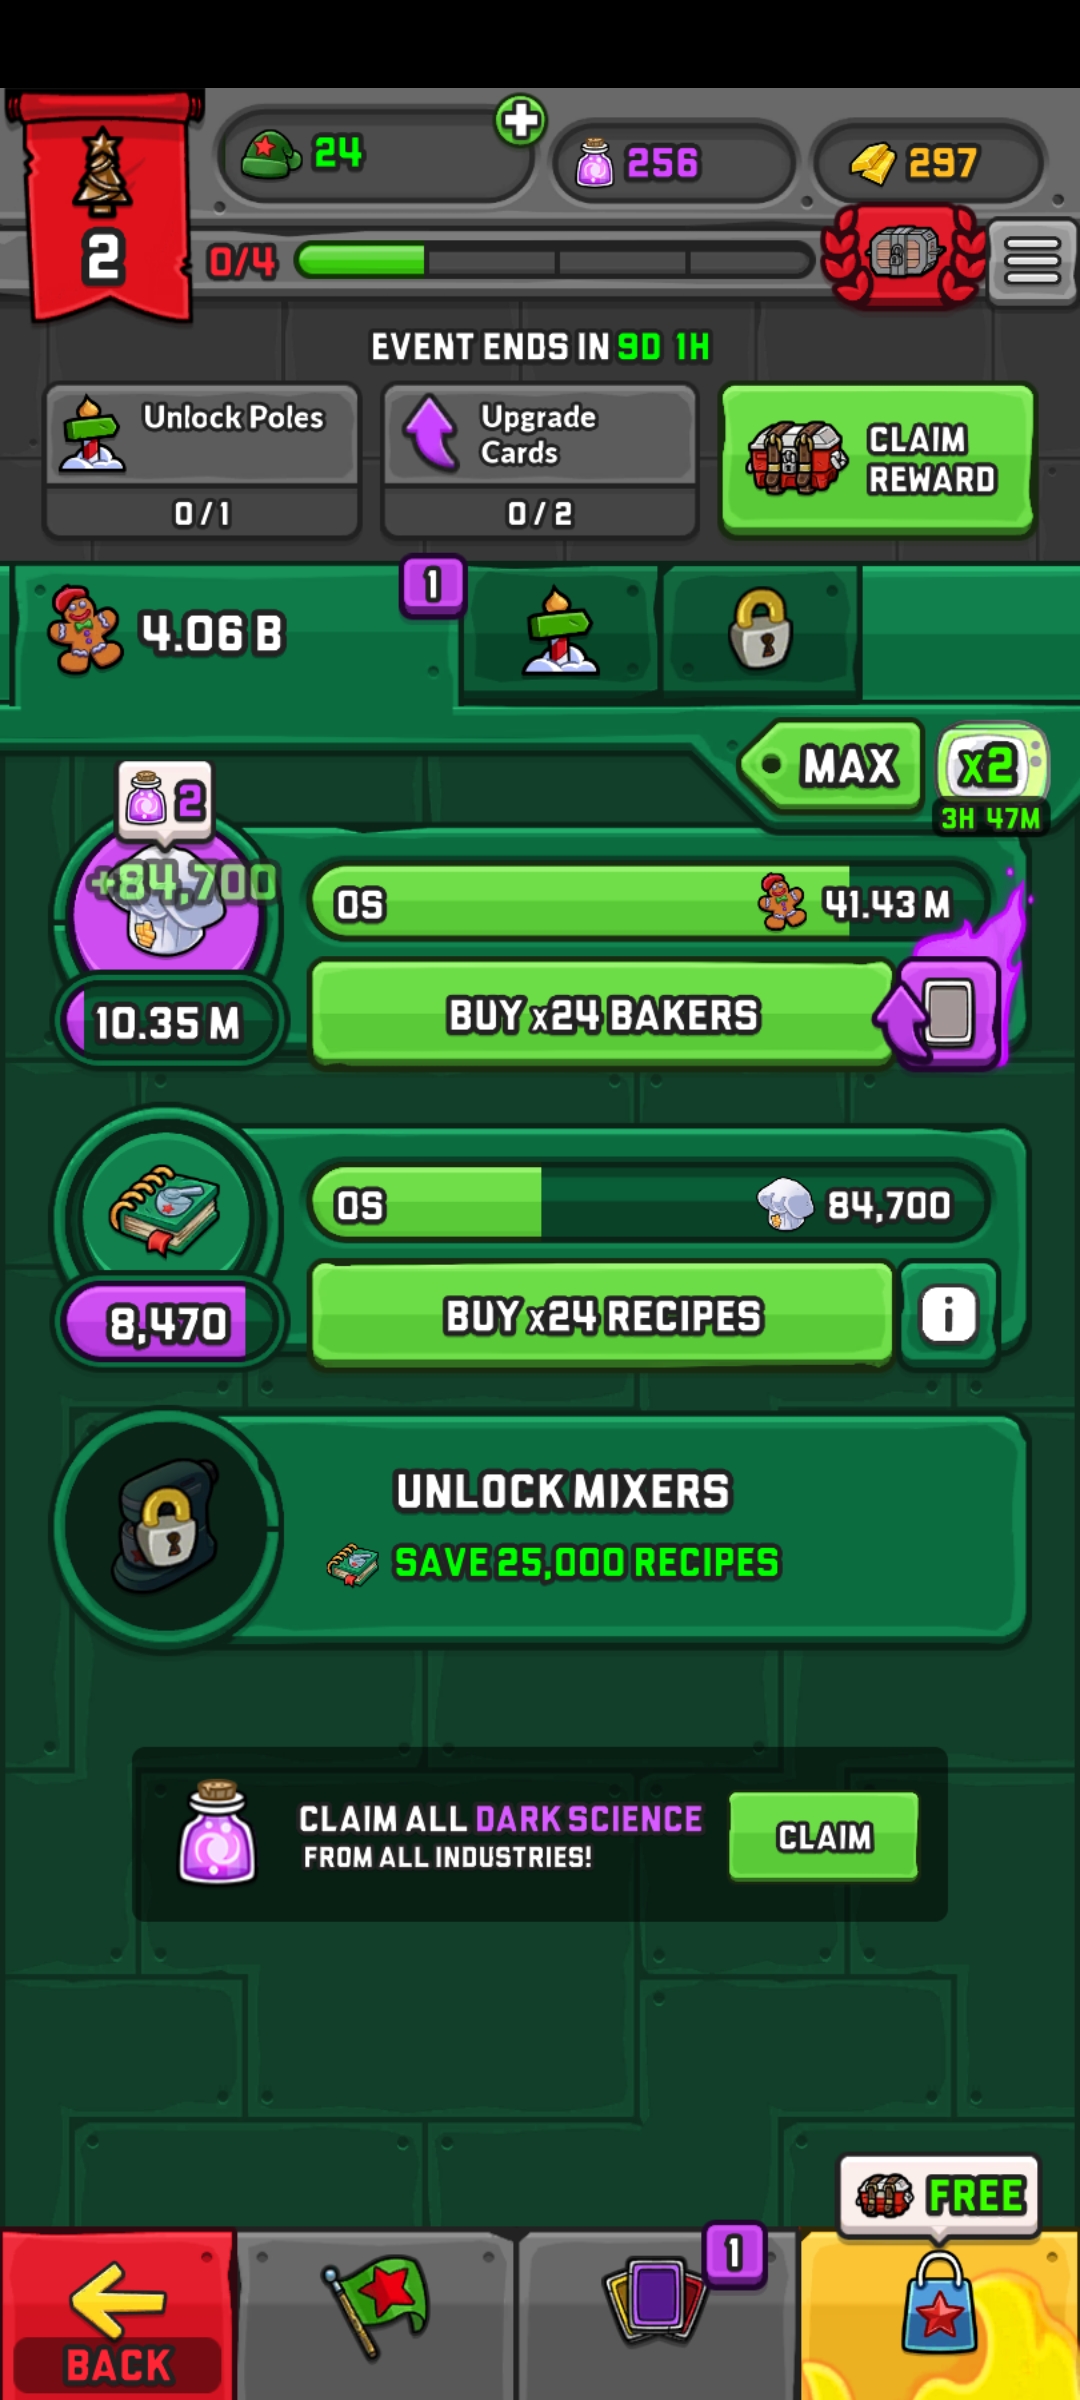 24
256
297
2
0/4
EVENT ENDS IN 9D 1H
Unlock Poles
0/1
Upgrade
Cards
0/2
CLAIM
REWARD
4.06 B
1
MAX
x2
3H 47M
2
+84,700
10.35 M
0S
41.43 M
BUY x24 BAKERS
0S
84,700
8,470
BUY x24 RECIPES
i
UNLOCK MIXERS
SAVE 25,000 RECIPES
CLAIM ALL DARK SCIENCE
FROM ALL INDUSTRIES!
CLAIM
FREE
1
BACK